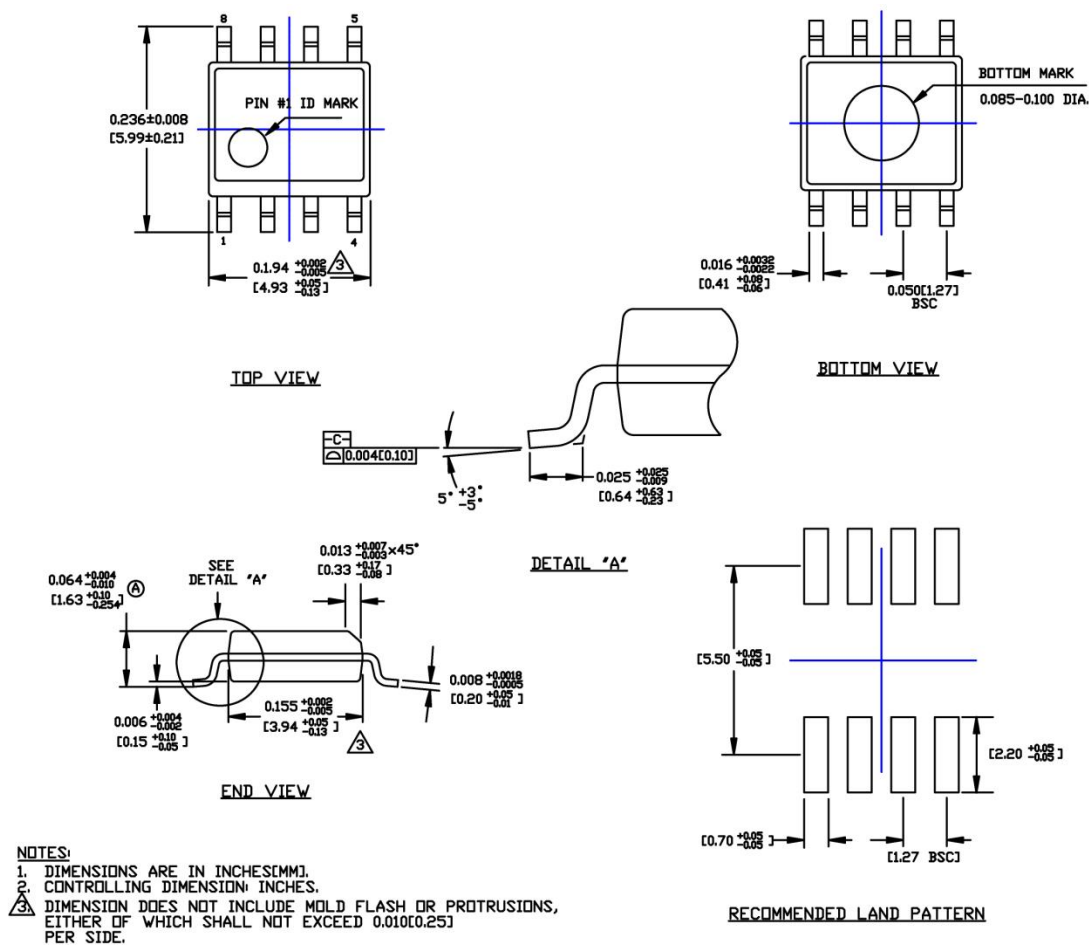 8
5
PIN #1 ID MARK
0.236±0.008
[5.99±0.21]
1
4
0.1.94 +0.002 -0.005
3
[4.93 +0.05 -0.13]
TOP VIEW
BOTTOM MARK
0.085-0.100 DIA.
0.016 +0.0032 -0.0022
[0.41 +0.08 -0.06]
0.050[1.27]
BSC
BOTTOM VIEW
-C-
0.004[0.10]
5° +3° -5°
0.025 +0.025 -0.009
[0.64 +0.63 -0.23]
DETAIL "A"
SEE
DETAIL "A"
0.064 +0.004 -0.010
A
[1.63 +0.10 -0.254]
0.013 +0.007 -0.003 x45°
[0.33 +0.17 -0.08]
0.008 +0.0018 -0.0005
[0.20 +0.05 -0.01]
0.006 +0.004 -0.002
[0.15 +0.10 -0.05]
0.155 +0.002 -0.005
[3.94 +0.05 -0.13]
3
END VIEW
[5.50 +0.05 -0.05]
[2.20 +0.05 -0.05]
[0.70 +0.05 -0.05]
[1.27 BSC]
RECOMMENDED LAND PATTERN
NOTES:
1. DIMENSIONS ARE IN INCHES[MM].
2. CONTROLLING DIMENSION: INCHES.
3. DIMENSION DOES NOT INCLUDE MOLD FLASH OR PROTRUSIONS,
EITHER OF WHICH SHALL NOT EXCEED 0.010[0.25]
PER SIDE.